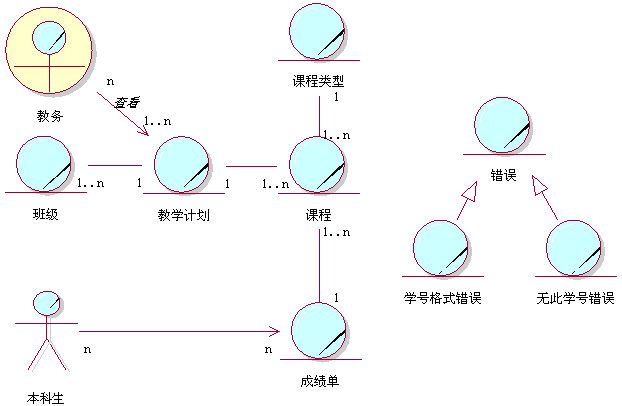 课程类型
n
1
教务
查看
1..n
1..n
错误
1..n
1
1
1..n
班级
教学计划
课程
1..n
学号格式错误
无此学号错误
1
n
n
成绩单
本科生